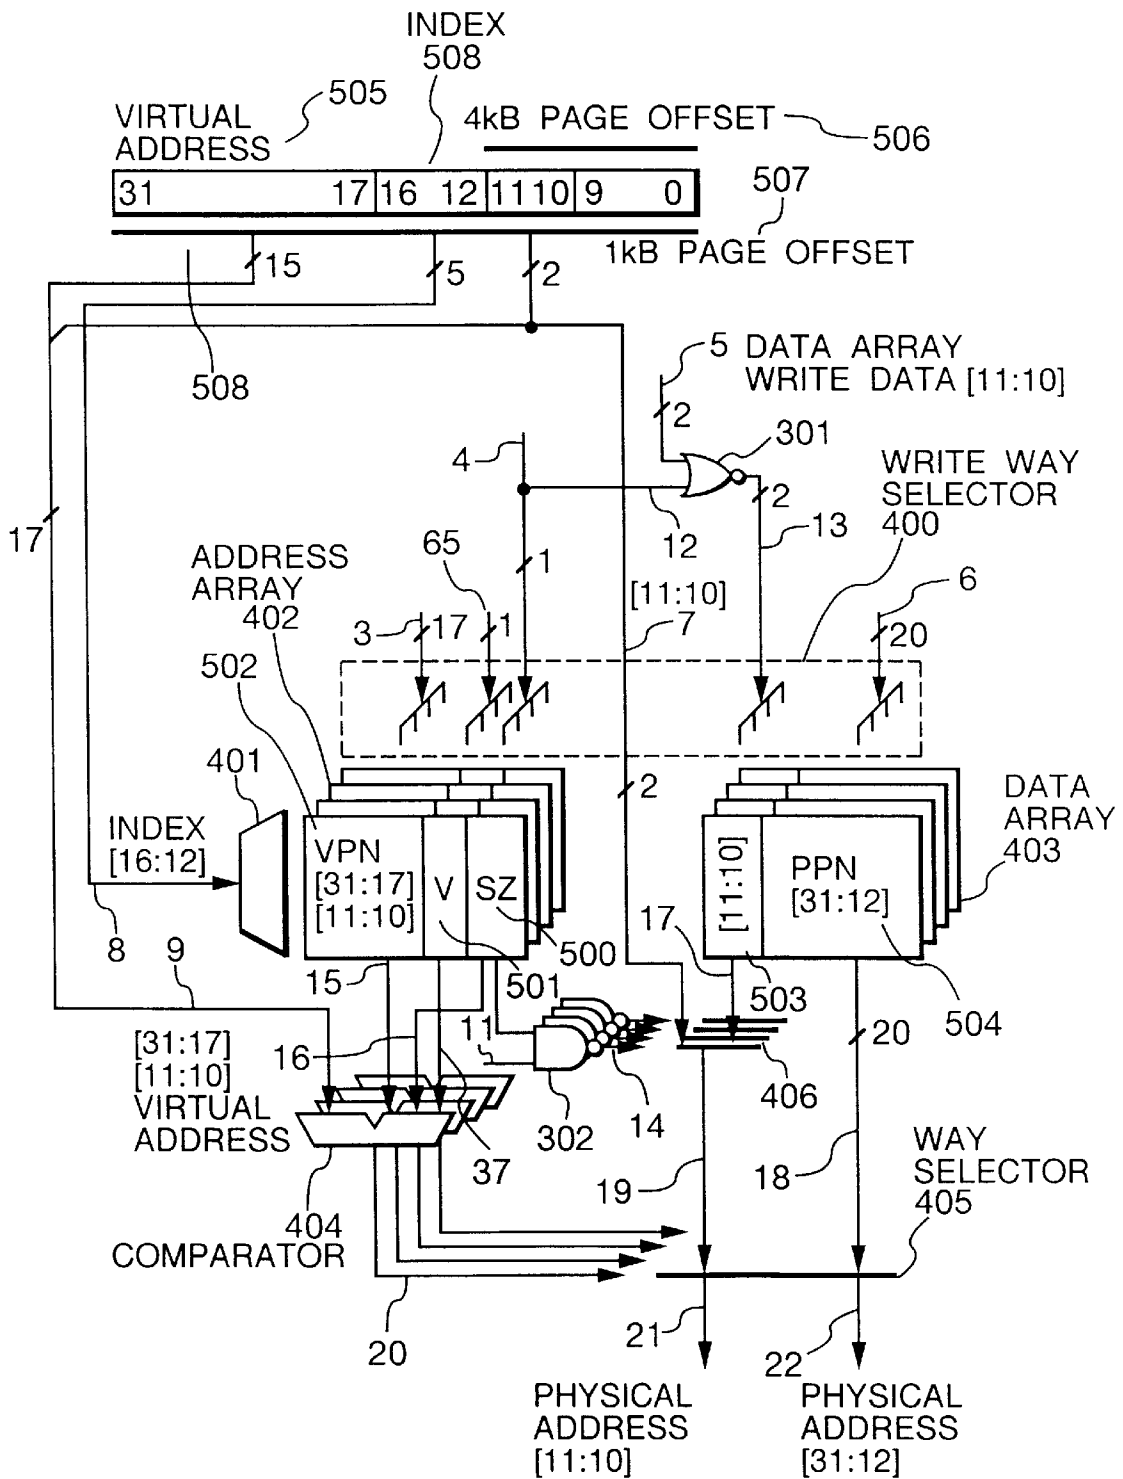 INDEX
508
VIRTUAL
ADDRESS
505
4kB PAGE OFFSET
506
507
31 17 16 12 11 10 9 0
1kB PAGE OFFSET
15
5
2
508
5 DATA ARRAY
WRITE DATA [11:10]
2
301
4
WRITE WAY
SELECTOR
400
2
17
12
13
65
1
ADDRESS
ARRAY
402
[11:10]
7
6
3
17
1
20
502
401
2
DATA
ARRAY
403
INDEX
[16:12]
VPN
[31:17]
[11:10]
V
SZ
[11:10]
PPN
[31:12]
8
9
15
501
500
17
503
504
[31:17]
[11:10]
VIRTUAL
ADDRESS
16
11
20
406
302
14
37
19
18
WAY
SELECTOR
405
404
COMPARATOR
20
21
22
PHYSICAL
ADDRESS
[11:10]
PHYSICAL
ADDRESS
[31:12]